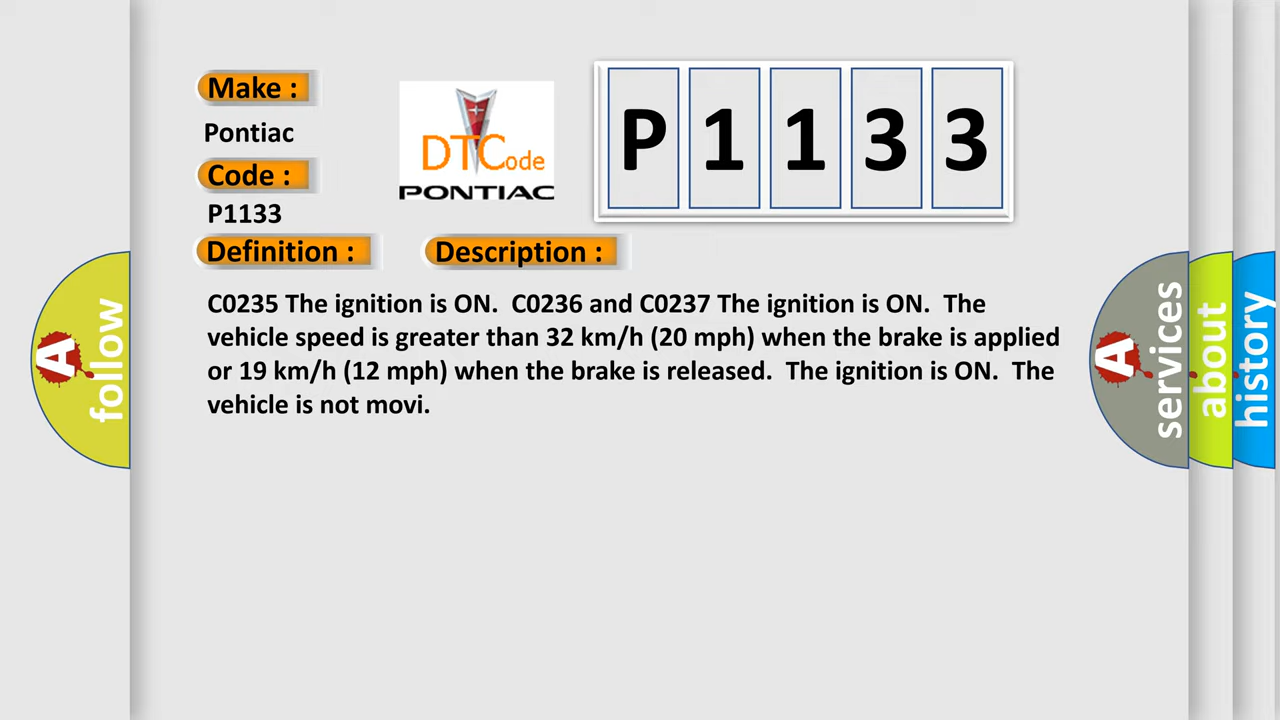 Make :
Pontiac
Code :
P1133
DTCode
PONTIAC
P 1 1 3 3
Definition :
Description :
C0235 The ignition is ON.  C0236 and C0237 The ignition is ON.  The
vehicle speed is greater than 32 km/h (20 mph) when the brake is applied
or 19 km/h (12 mph) when the brake is released.  The ignition is ON.  The
vehicle is not movi.
A follow
A services
about
history